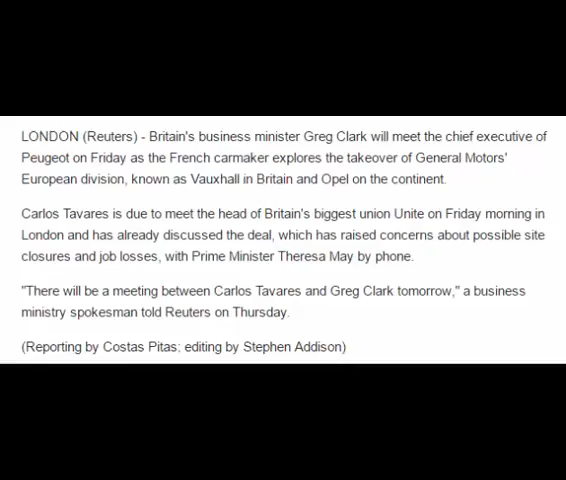 LONDON (Reuters) - Britain's business minister Greg Clark will meet the chief executive of
Peugeot on Friday as the French carmaker explores the takeover of General Motors'
European division, known as Vauxhall in Britain and Opel on the continent.
Carlos Tavares is due to meet the head of Britain's biggest union Unite on Friday morning in
London and has already discussed the deal, which has raised concerns about possible site
closures and job losses, with Prime Minister Theresa May by phone.
"There will be a meeting between Carlos Tavares and Greg Clark tomorrow," a business
ministry spokesman told Reuters on Thursday.
(Reporting by Costas Pitas; editing by Stephen Addison)